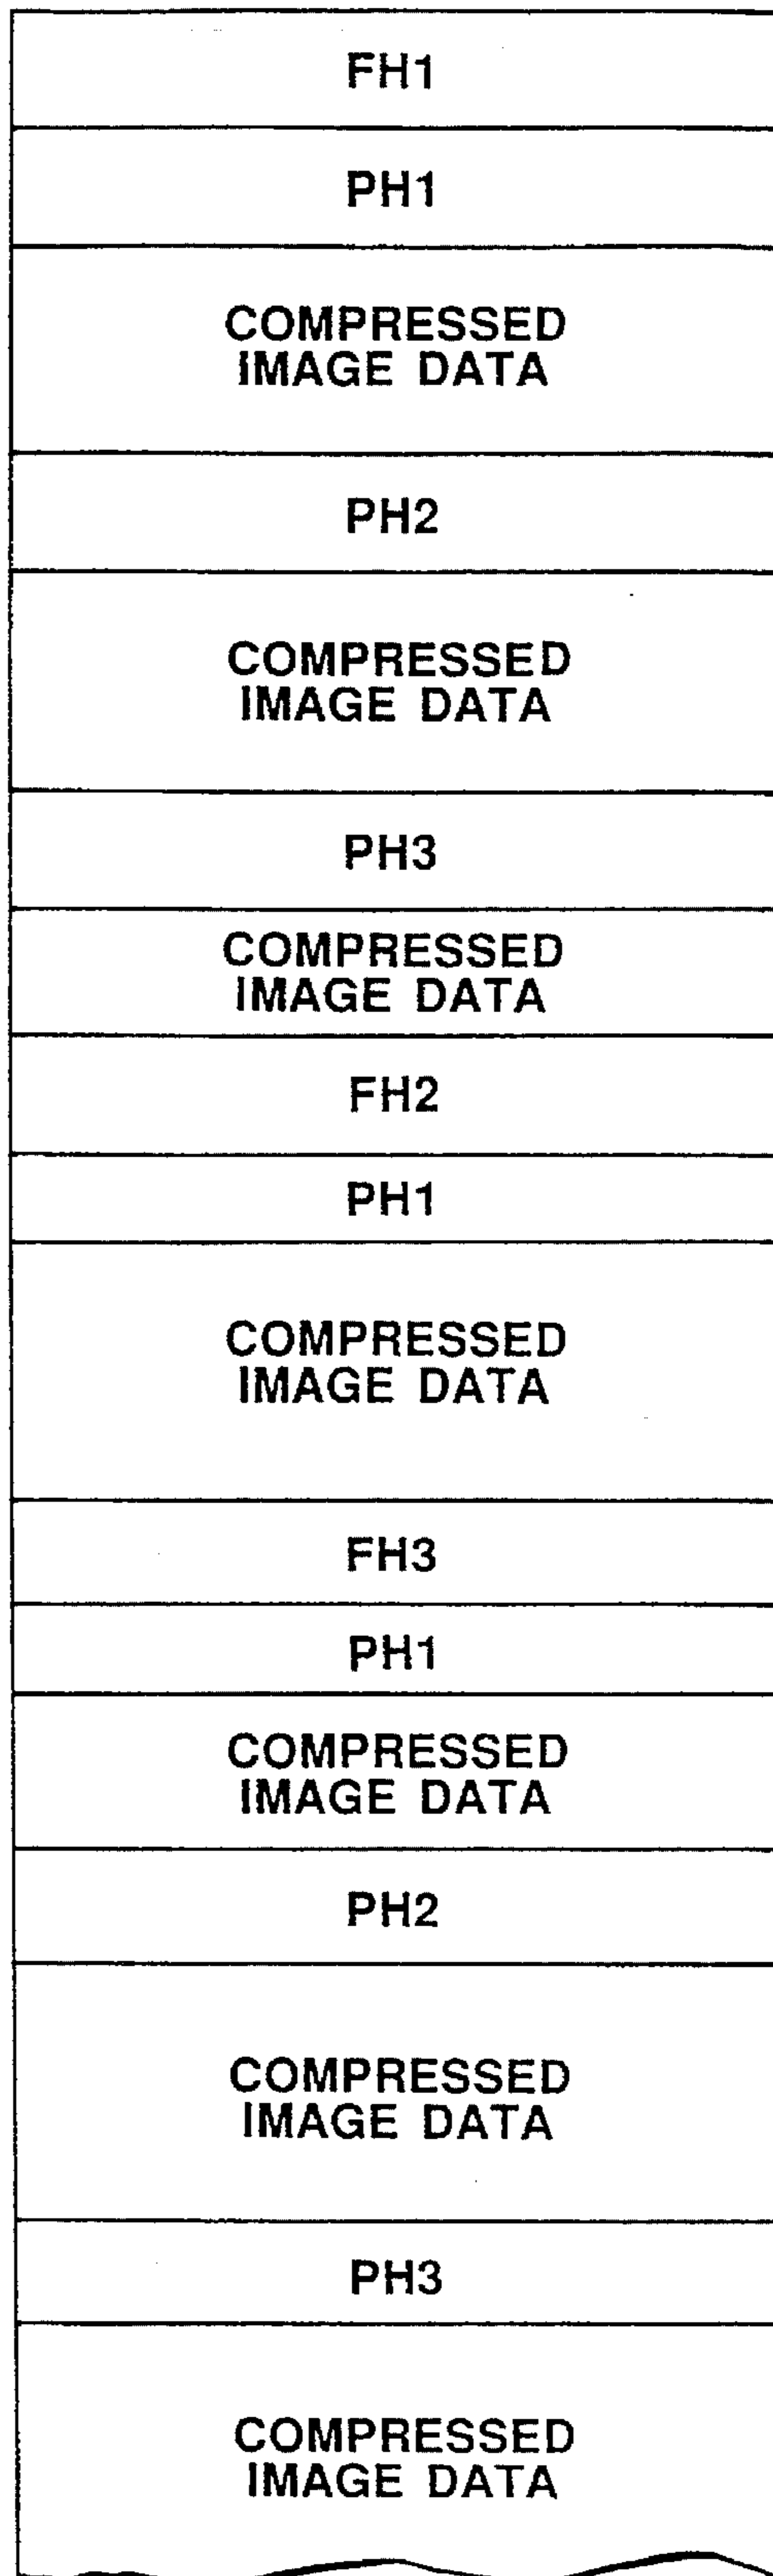 FH1
PH1
COMPRESSED
IMAGE DATA
PH2
COMPRESSED
IMAGE DATA
PH3
COMPRESSED
IMAGE DATA
FH2
PH1
COMPRESSED
IMAGE DATA
FH3
PH1
COMPRESSED
IMAGE DATA
PH2
COMPRESSED
IMAGE DATA
PH3
COMPRESSED
IMAGE DATA